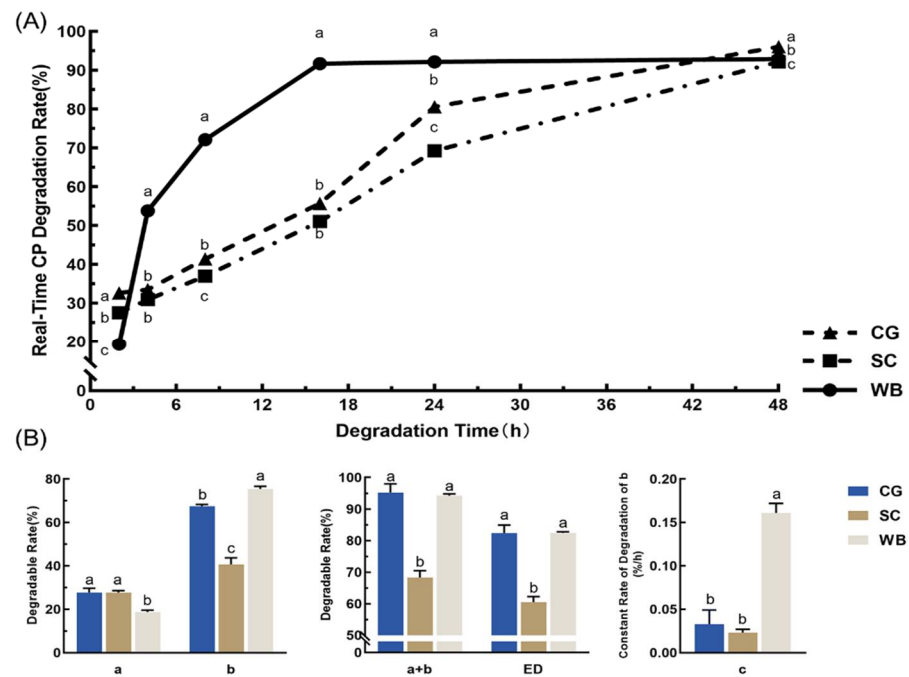 (A)
Real-Time CP Degradation Rate(%)
100
90
80
70
60
50
40
30
20
0
a
b
c
a
b
b
a
b
c
a
b
b
a
b
c
a
b
c
0 6 12 18 24 30 36 42 48
Degradation Time(h)
CG
SC
WB
(B)
Degradable Rate(%)
80
60
40
20
0
a a b
b c a
a b
Degradable Rate(%)
100
90
80
70
60
50
0
a b a
a b a
a+b ED
Constant Rate of Degradation of b
(%/h)
0.20
0.15
0.10
0.05
0.00
b b a
c
CG
SC
WB